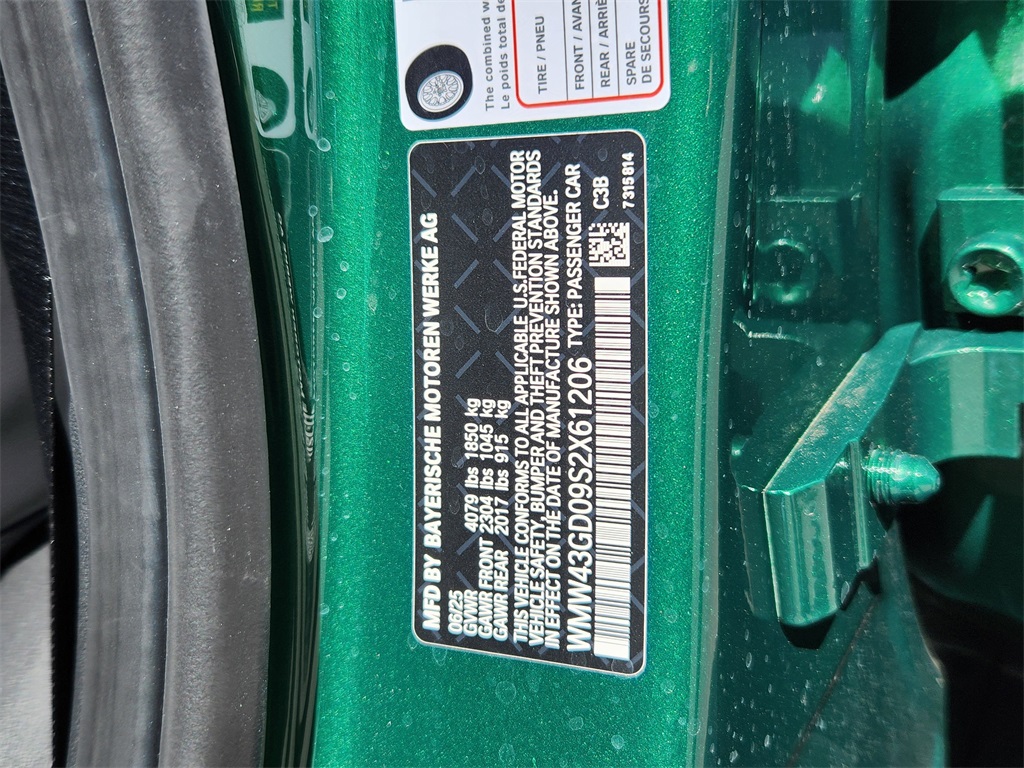 The combined w
Le poids total de
TIRE / PNEU
FRONT / AVAN
REAR / ARRIÈ
SPARE
DE SECOURS
MFD BY BAYERISCHE MOTOREN WERKE AG
06/25
GVWR 4079 lbs 1850 kg
GAWR FRONT 2304 lbs 1045 kg
GAWR REAR 2017 lbs 915 kg
THIS VEHICLE CONFORMS TO ALL APPLICABLE U.S. FEDERAL MOTOR
VEHICLE SAFETY, BUMPER AND THEFT PREVENTION STANDARDS
IN EFFECT ON THE DATE OF MANUFACTURE SHOWN ABOVE.
WMW43GD09S2X61206 TYPE: PASSENGER CAR
C3B
7315814